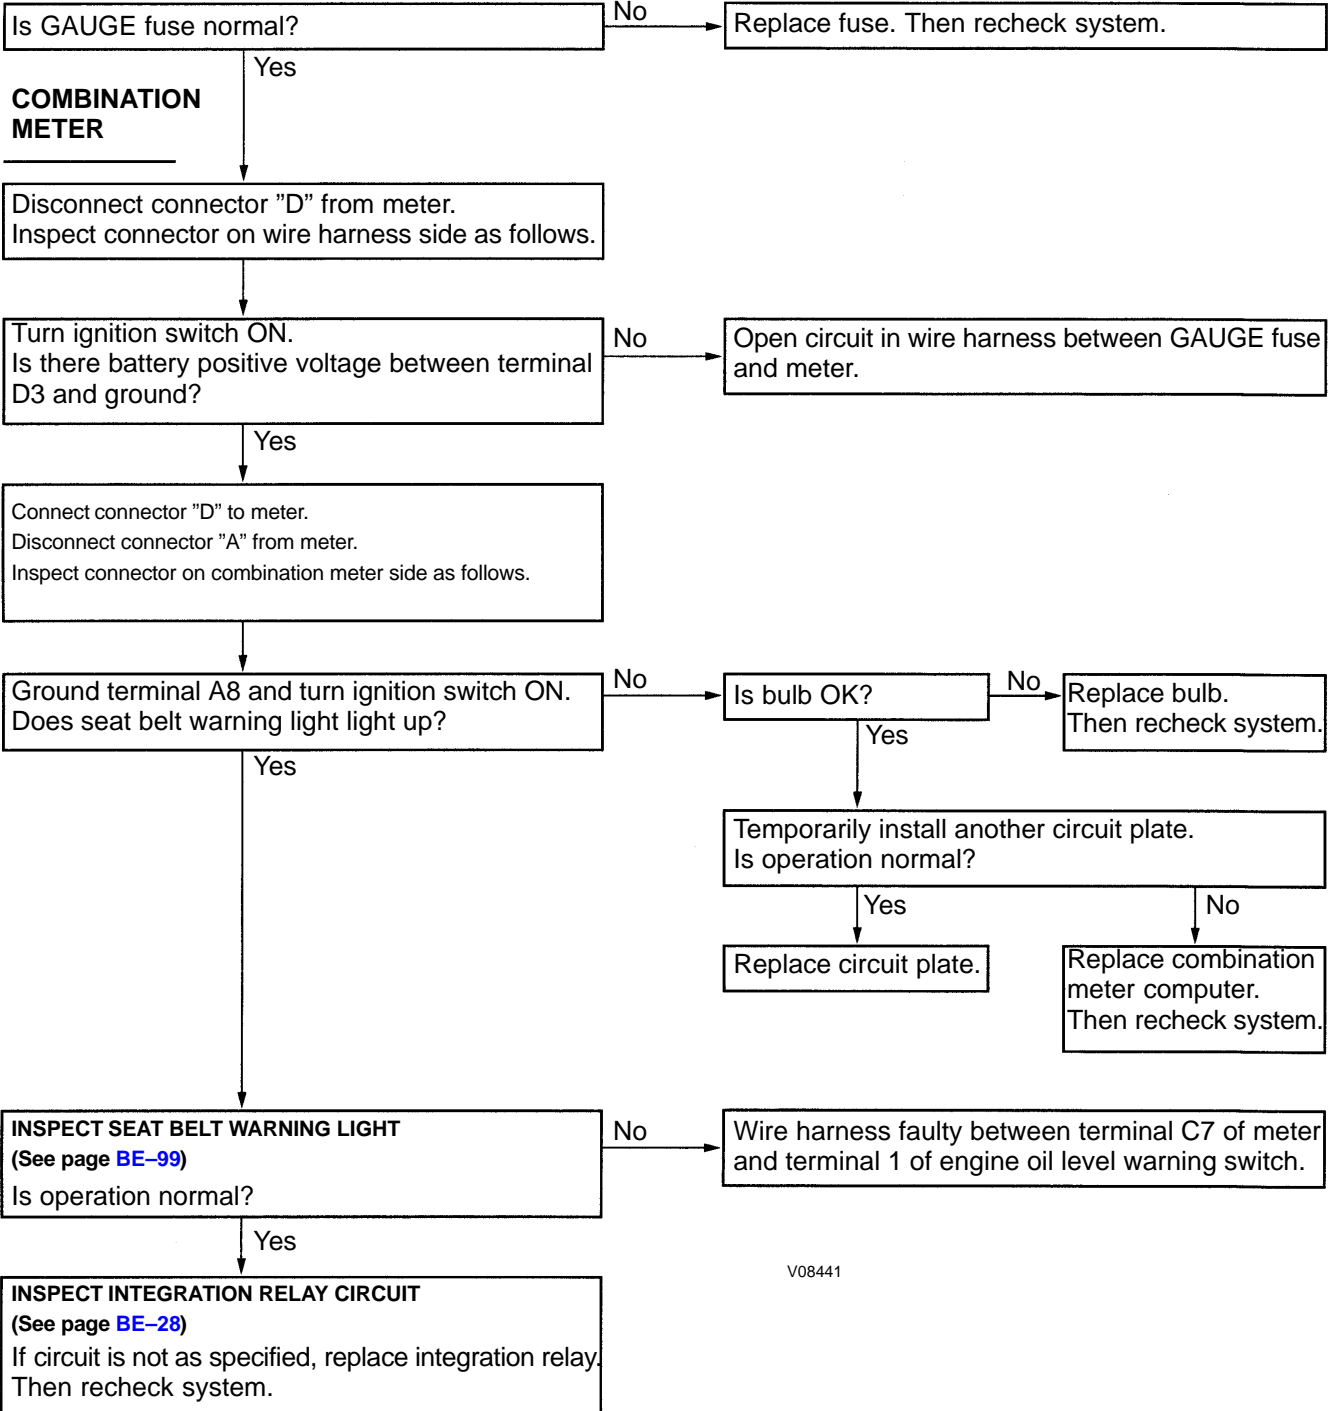 Is GAUGE fuse normal?
No
Replace fuse. Then recheck system.
Yes
COMBINATION
METER
Disconnect connector ”D” from meter.
Inspect connector on wire harness side as follows.
Turn ignition switch ON.
Is there battery positive voltage between terminal
D3 and ground?
No
Open circuit in wire harness between GAUGE fuse
and meter.
Yes
Connect connector ”D” to meter.
Disconnect connector ”A” from meter.
Inspect connector on combination meter side as follows.
Ground terminal A8 and turn ignition switch ON.
Does seat belt warning light light up?
No
Is bulb OK?
No
Replace bulb.
Then recheck system.
Yes
Yes
Temporarily install another circuit plate.
Is operation normal?
Yes
No
Replace circuit plate.
Replace combination
meter computer.
Then recheck system.
INSPECT SEAT BELT WARNING LIGHT
(See page BE–99)
Is operation normal?
No
Wire harness faulty between terminal C7 of meter
and terminal 1 of engine oil level warning switch.
Yes
V08441
INSPECT INTEGRATION RELAY CIRCUIT
(See page BE–28)
If circuit is not as specified, replace integration relay.
Then recheck system.